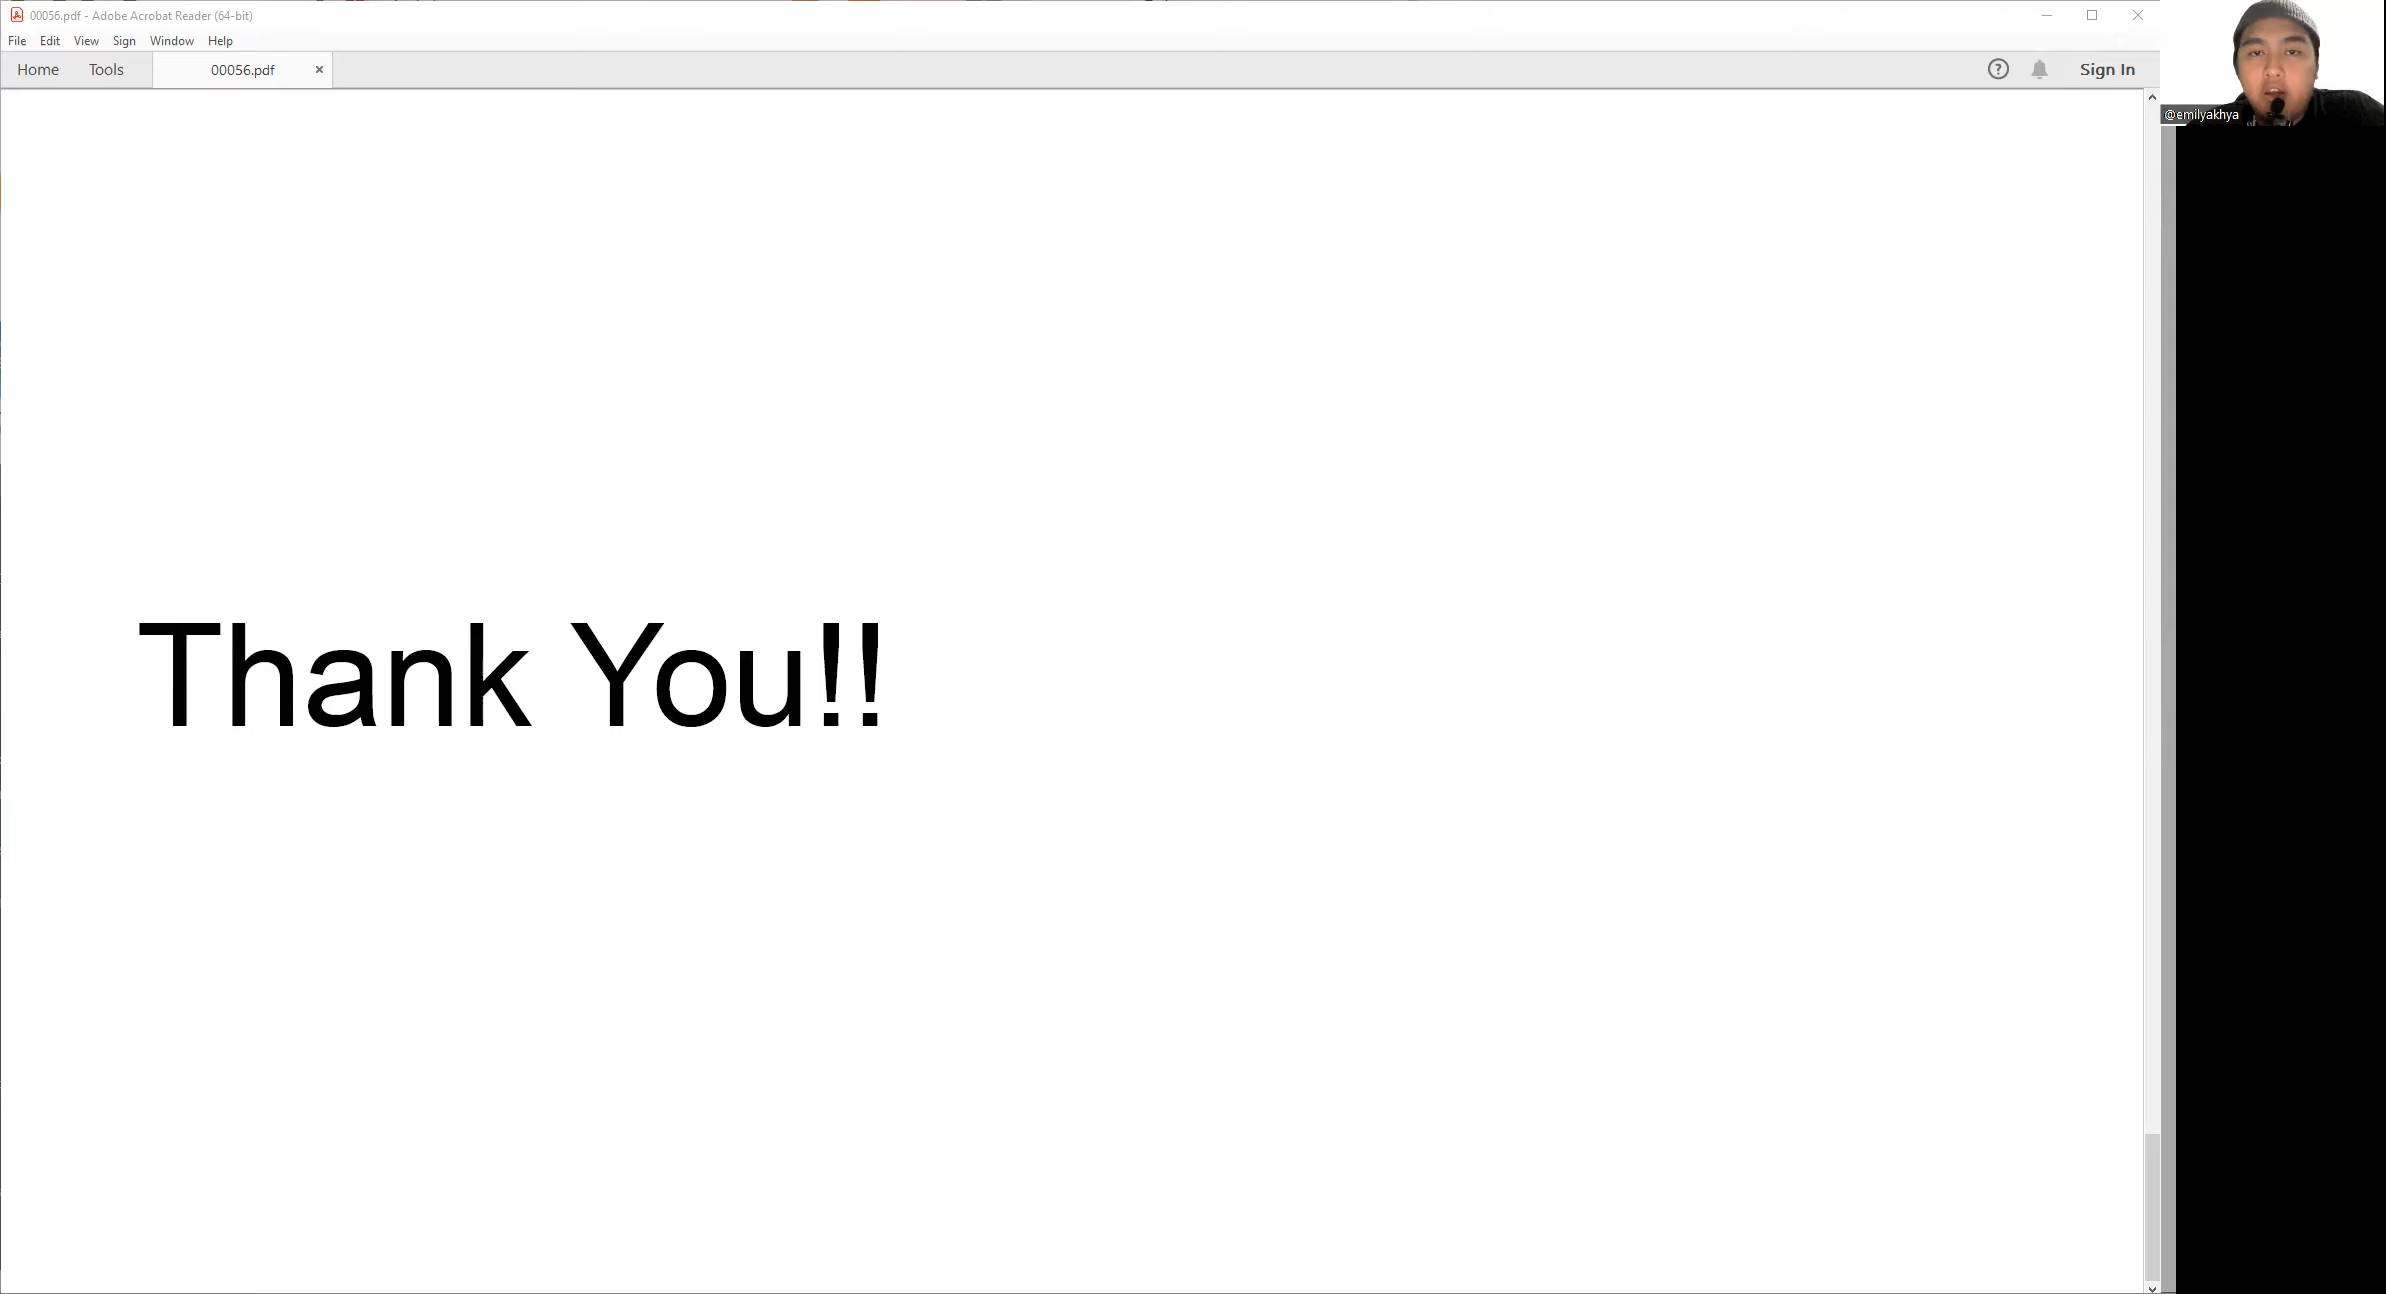 00056.pdf - Adobe Acrobat Reader (64-bit)
File Edit View Sign Window Help
Home Tools 00056.pdf × ? Sign In
@emilyakhya
Thank You!!